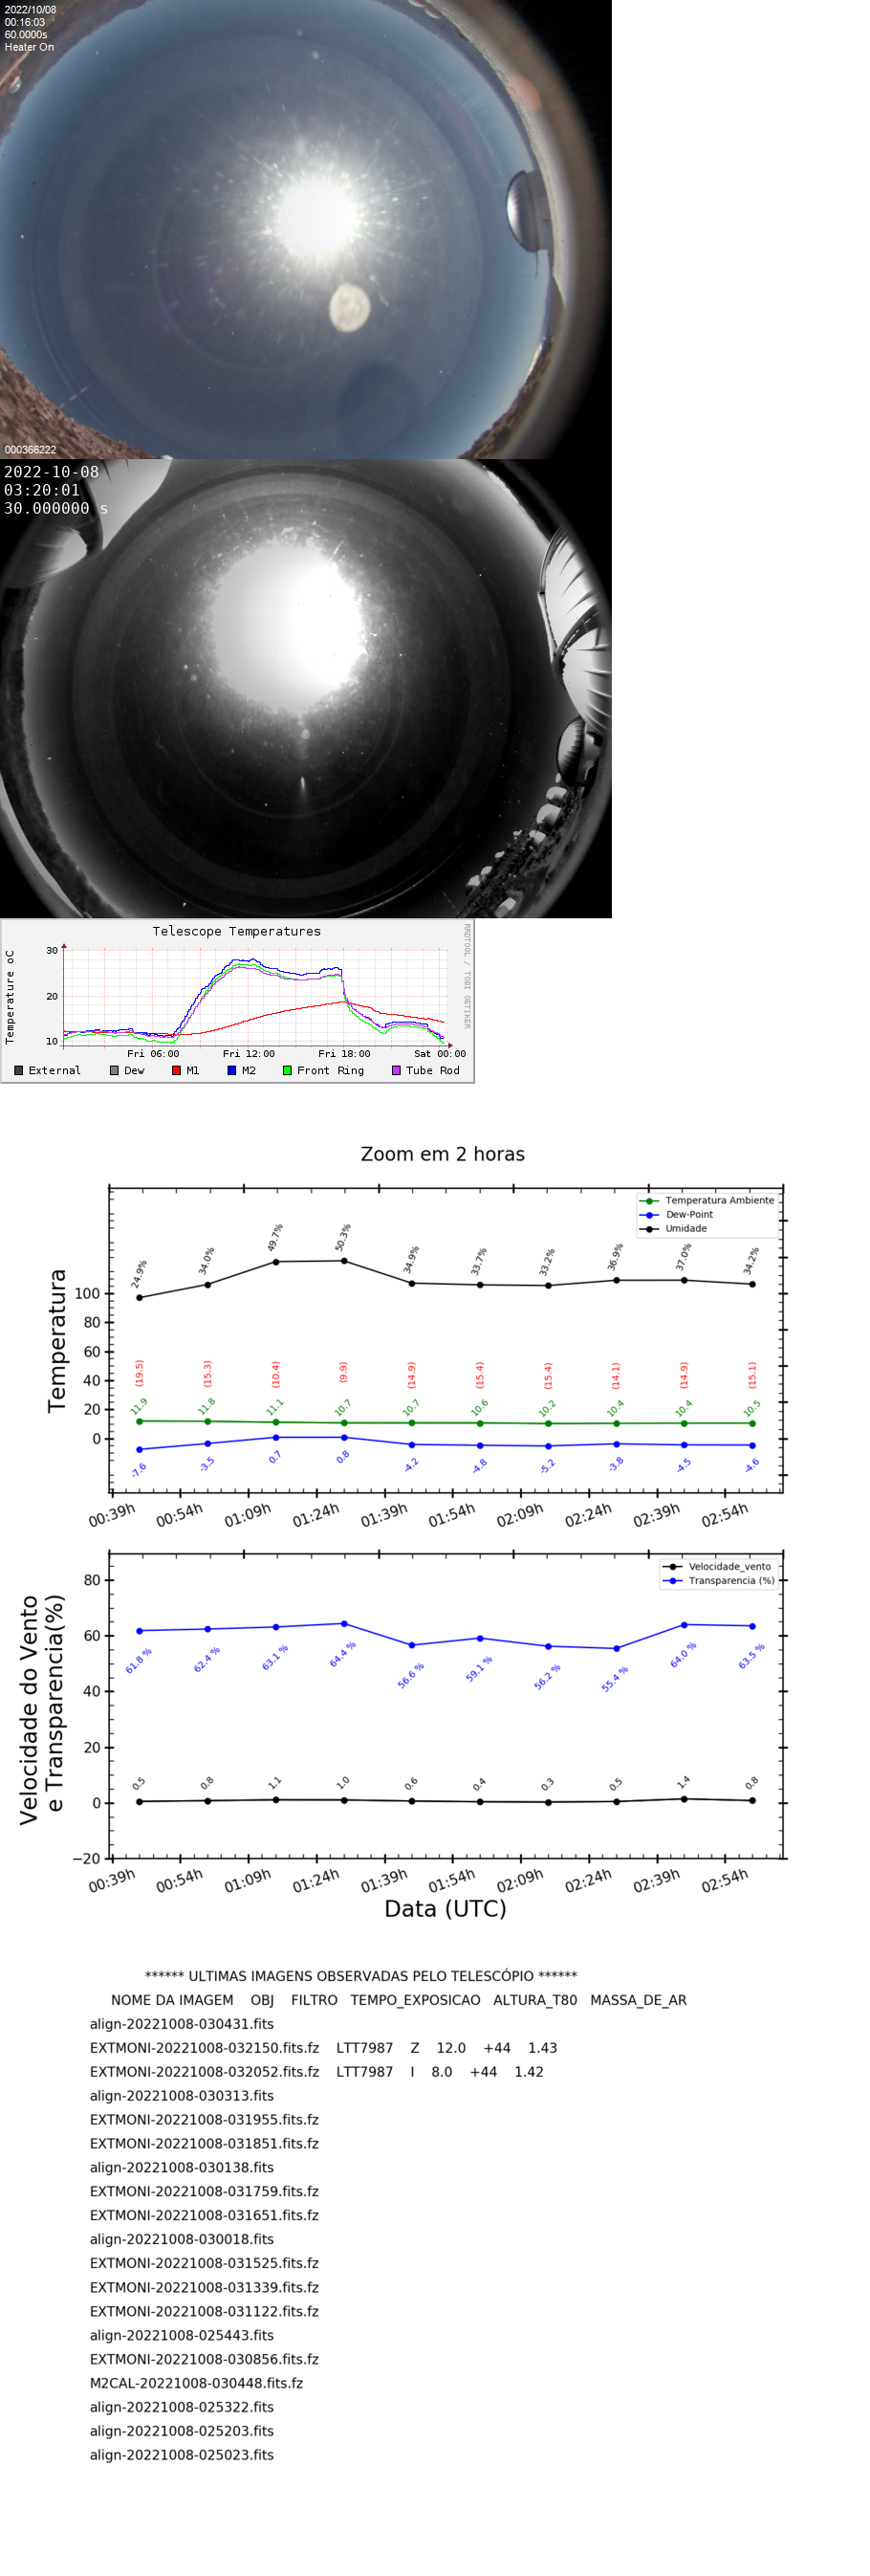 2022/10/08
00:16:03
60.0000s
Heater On
000366222
2022-10-08
03:20:01
30.000000 s
Telescope Temperatures
RRDTOOL / TOBI OETIKER
Temperature oC
30
20
10
Fri 06:00 Fri 12:00 Fri 18:00 Sat 00:00
External Dew M1 M2 Front Ring Tube Rod
Zoom em 2 horas
Temperatura Ambiente
Dew-Point
Umidade
Temperatura
100
80
60
40
20
0
24.9% 34.0% 49.7% 50.3% 34.9% 33.7% 33.2% 36.9% 37.0% 34.2%
(19.5) (15.3) (10.4) (9.9) (14.9) (15.4) (15.4) (14.1) (14.9) (15.1)
11.9 11.8 11.1 10.7 10.7 10.6 10.2 10.4 10.4 10.5
-7.6 -3.5 0.7 0.8 -4.2 -4.8 -5.2 -3.8 -4.5 -4.6
00:39h 00:54h 01:09h 01:24h 01:39h 01:54h 02:09h 02:24h 02:39h 02:54h
Velocidade_vento
Transparencia (%)
Velocidade do Vento
e Transparencia(%)
80
60
40
20
0
−20
61.8 % 62.4 % 63.1 % 64.4 % 56.6 % 59.1 % 56.2 % 55.4 % 64.0 % 63.5 %
0.5 0.8 1.1 1.0 0.6 0.4 0.3 0.5 1.4 0.8
00:39h 00:54h 01:09h 01:24h 01:39h 01:54h 02:09h 02:24h 02:39h 02:54h
Data (UTC)
****** ULTIMAS IMAGENS OBSERVADAS PELO TELESCÓPIO ******
NOME DA IMAGEM OBJ FILTRO TEMPO_EXPOSICAO ALTURA_T80 MASSA_DE_AR
align-20221008-030431.fits
EXTMONI-20221008-032150.fits.fz LTT7987 Z 12.0 +44 1.43
EXTMONI-20221008-032052.fits.fz LTT7987 I 8.0 +44 1.42
align-20221008-030313.fits
EXTMONI-20221008-031955.fits.fz
EXTMONI-20221008-031851.fits.fz
align-20221008-030138.fits
EXTMONI-20221008-031759.fits.fz
EXTMONI-20221008-031651.fits.fz
align-20221008-030018.fits
EXTMONI-20221008-031525.fits.fz
EXTMONI-20221008-031339.fits.fz
EXTMONI-20221008-031122.fits.fz
align-20221008-025443.fits
EXTMONI-20221008-030856.fits.fz
M2CAL-20221008-030448.fits.fz
align-20221008-025322.fits
align-20221008-025203.fits
align-20221008-025023.fits